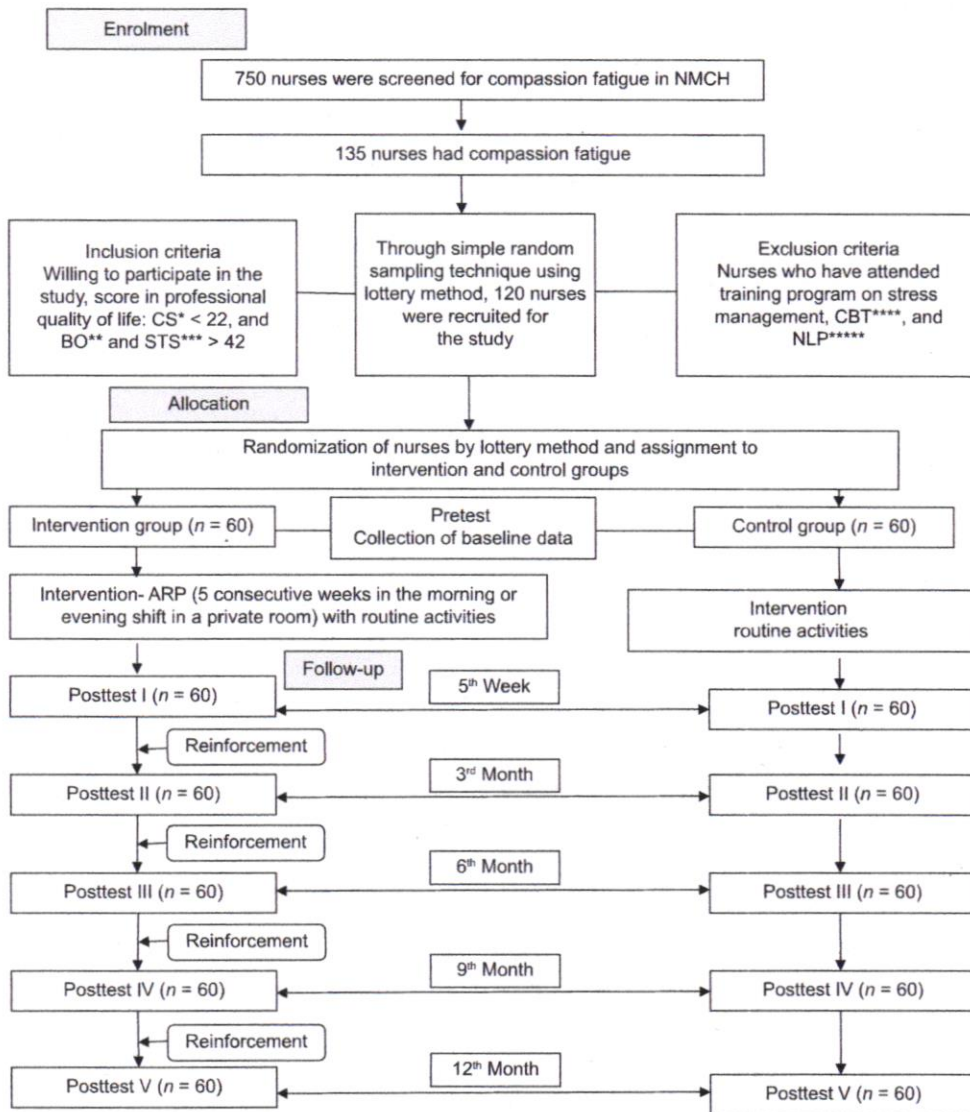 Enrolment
750 nurses were screened for compassion fatigue in NMCH
135 nurses had compassion fatigue
Inclusion criteria
Willing to participate in the
study, score in professional
quality of life: CS* < 22, and
BO** and STS*** > 42
Through simple random
sampling technique using
lottery method, 120 nurses
were recruited for
the study
Exclusion criteria
Nurses who have attended
training program on stress
management, CBT****, and
NLP*****
Allocation
Randomization of nurses by lottery method and assignment to
intervention and control groups
Intervention group (n = 60)
Pretest
Collection of baseline data
Control group (n = 60)
Intervention- ARP (5 consecutive weeks in the morning or
evening shift in a private room) with routine activities
Intervention
routine activities
Follow-up
Posttest I (n = 60)
5th Week
Posttest I (n = 60)
Reinforcement
Posttest II (n = 60)
3rd Month
Posttest II (n = 60)
Reinforcement
Posttest III (n = 60)
6th Month
Posttest III (n = 60)
Reinforcement
Posttest IV (n = 60)
9th Month
Posttest IV (n = 60)
Reinforcement
Posttest V (n = 60)
12th Month
Posttest V (n = 60)